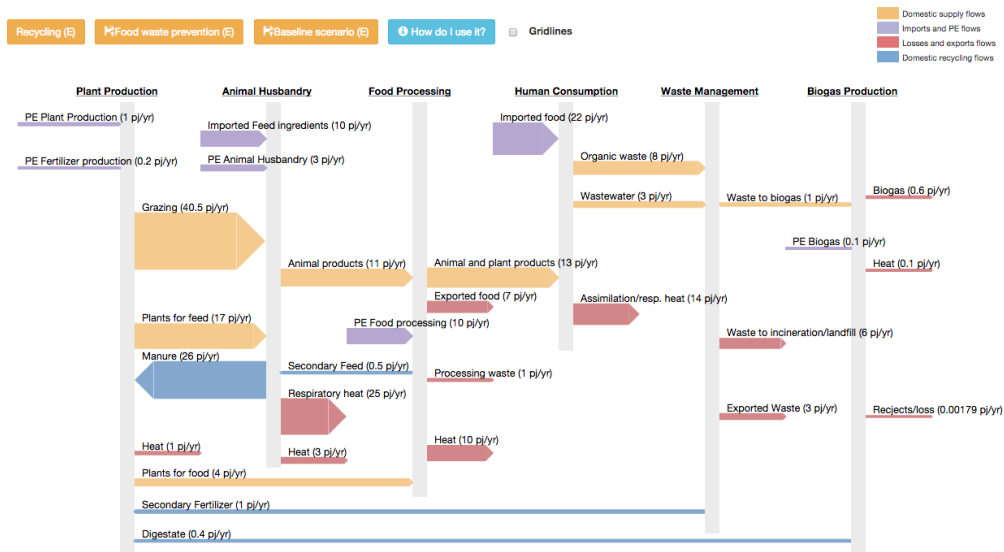 Recycling (E)
Food waste prevention (E)
Baseline scenario (E)
How do I use it?
Gridlines
Domestic supply flows
Imports and PE flows
Losses and exports flows
Domestic recycling flows
Plant Production
Animal Husbandry
Food Processing
Human Consumption
Waste Management
Biogas Production
PE Plant Production (1 pj/yr)
Imported Feed ingredients (10 pj/yr)
Imported food (22 pj/yr)
PE Fertilizer production (0.2 pj/yr)
PE Animal Husbandry (3 pj/yr)
Organic waste (8 pj/yr)
Wastewater (3 pj/yr)
Waste to biogas (1 pj/yr)
Biogas (0.6 pj/yr)
Grazing (40.5 pj/yr)
PE Biogas (0.1 pj/yr)
Animal products (11 pj/yr)
Animal and plant products (13 pj/yr)
Heat (0.1 pj/yr)
Exported food (7 pj/yr)
Assimilation/resp. heat (14 pj/yr)
Plants for feed (17 pj/yr)
PE Food processing (10 pj/yr)
Waste to incineration/landfill (6 pj/yr)
Manure (26 pj/yr)
Secondary Feed (0.5 pj/yr)
Processing waste (1 pj/yr)
Respiratory heat (25 pj/yr)
Exported Waste (3 pj/yr)
Recjects/loss (0.00179 pj/yr)
Heat (1 pj/yr)
Heat (3 pj/yr)
Heat (10 pj/yr)
Plants for food (4 pj/yr)
Secondary Fertilizer (1 pj/yr)
Digestate (0.4 pj/yr)